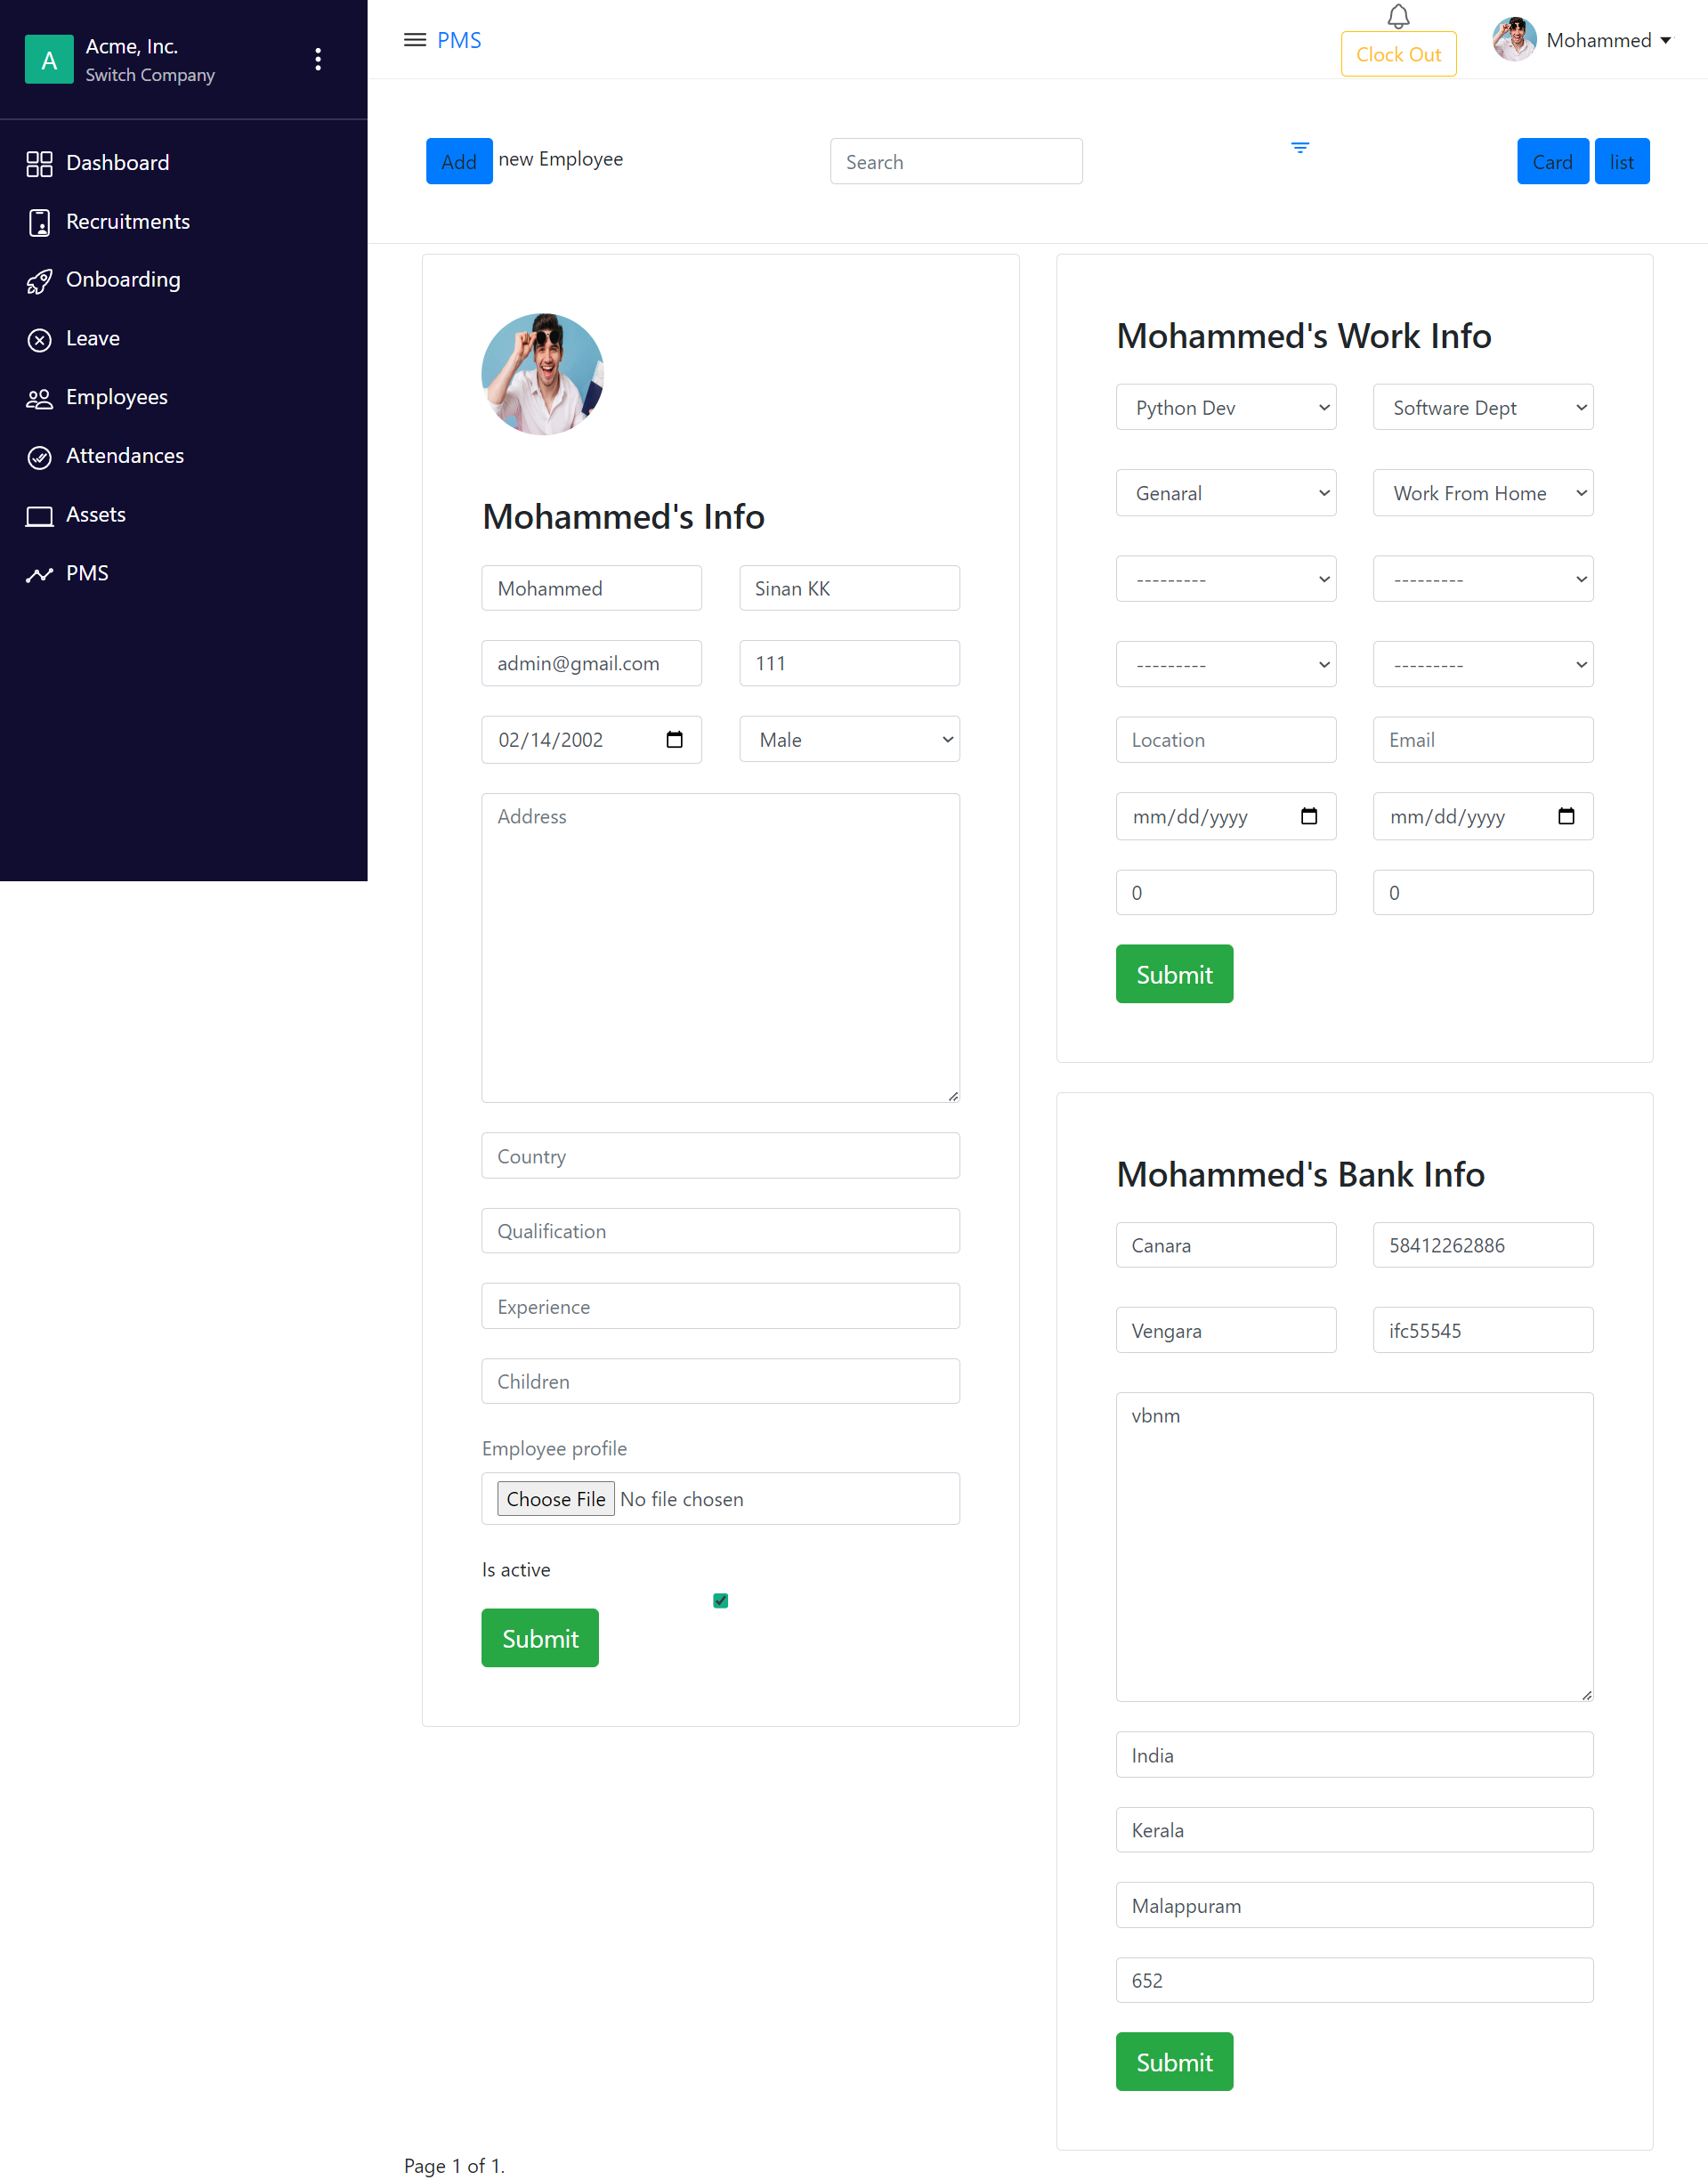 A
Acme, Inc.
Switch Company
Dashboard
Recruitments
Onboarding
Leave
Employees
Attendances
Assets
PMS
PMS
Clock Out
Mohammed
Add new Employee
Search
Card list
Mohammed's Info
Mohammed Sinan KK
admin@gmail.com 111
02/14/2002 Male
Address
Country
Qualification
Experience
Children
Employee profile
Choose File No file chosen
Is active
Submit
Mohammed's Work Info
Python Dev Software Dept
Genaral Work From Home
--------- ---------
--------- ---------
Location Email
mm/dd/yyyy mm/dd/yyyy
0 0
Submit
Mohammed's Bank Info
Canara 58412262886
Vengara ifc55545
vbnm
India
Kerala
Malappuram
652
Submit
Page 1 of 1.